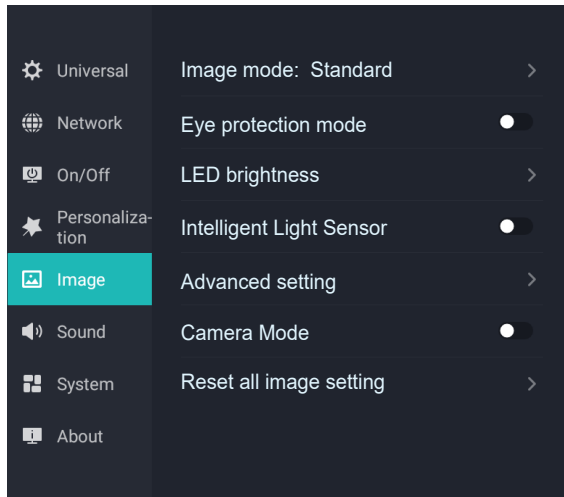 Universal
Network
On/Off
Personaliza-
tion
Image
Sound
System
About
Image mode: Standard
Eye protection mode
LED brightness
Intelligent Light Sensor
Advanced setting
Camera Mode
Reset all image setting